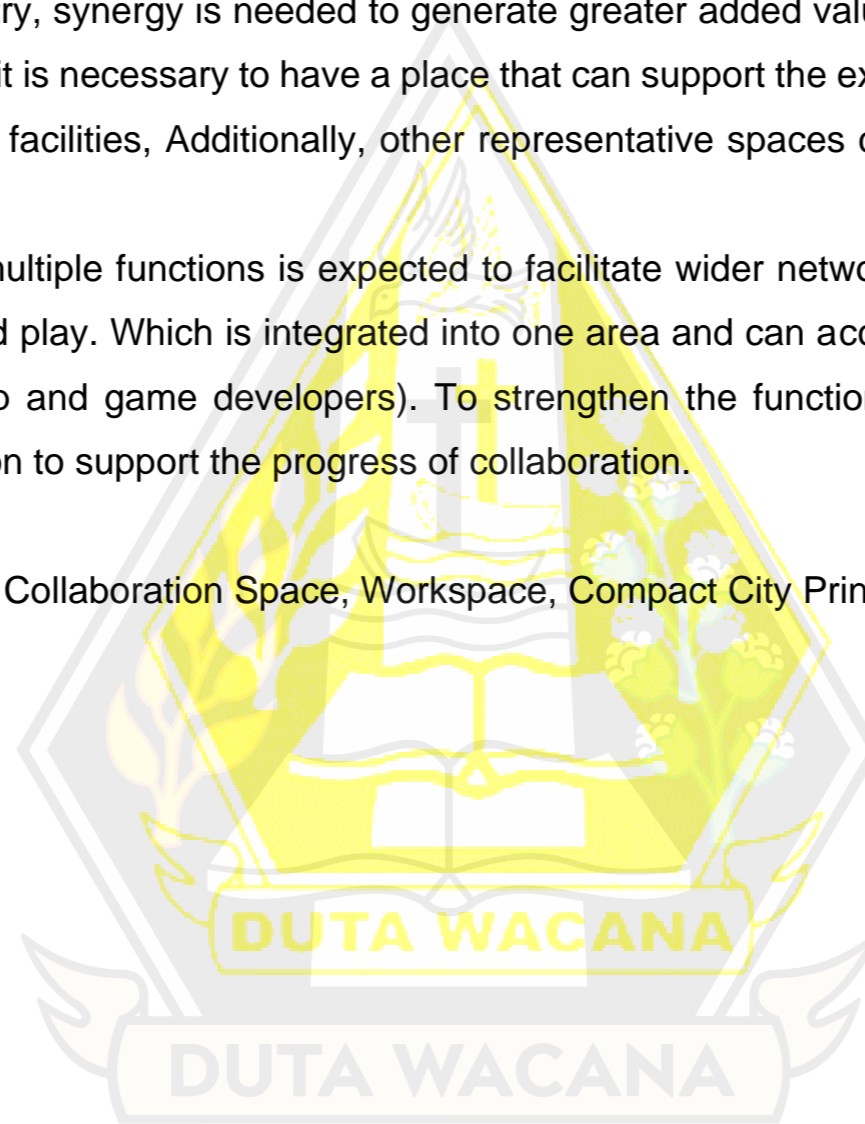 ry, synergy is needed to generate greater added valu
it is necessary to have a place that can support the ex
facilities, Additionally, other representative spaces
multiple functions is expected to facilitate wider netwo
d play. Which is integrated into one area and can acc
o and game developers). To strengthen the function
on to support the progress of collaboration.
Collaboration Space, Workspace, Compact City Prin
DUTA WACANA
DUTA WACANA